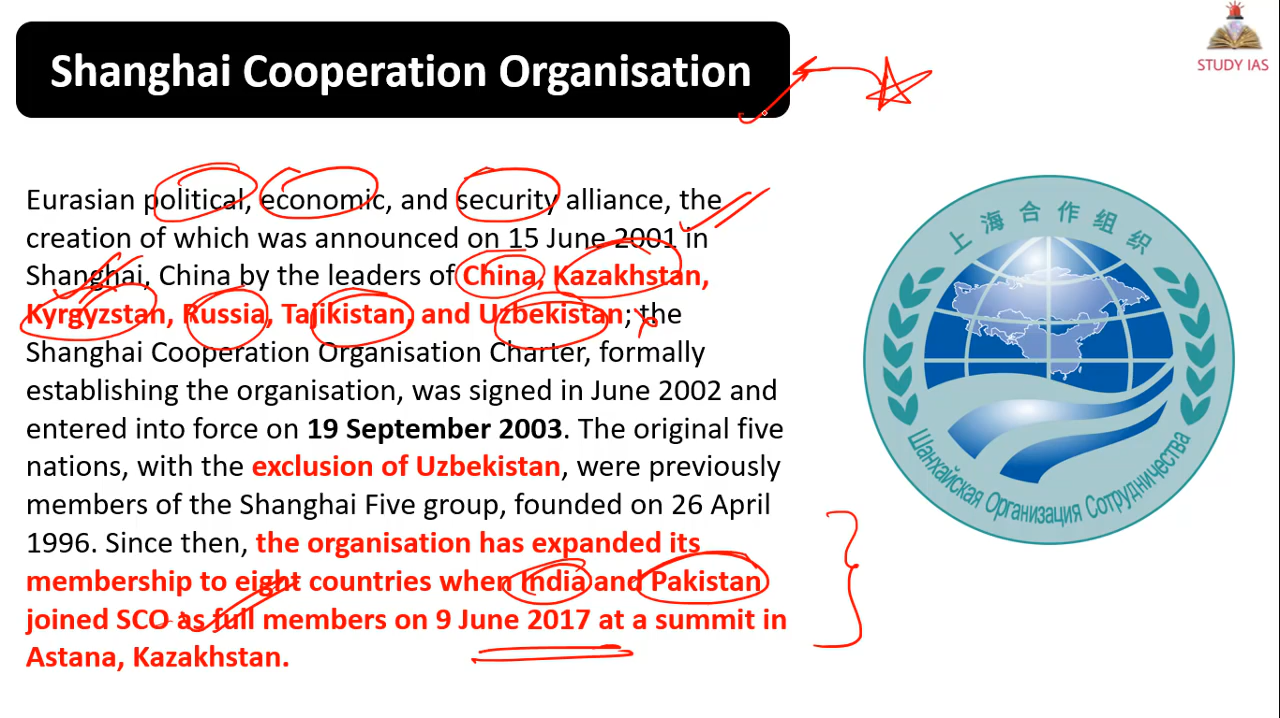 Shanghai Cooperation Organisation
STUDY IAS
Eurasian political, economic, and security alliance, the
creation of which was announced on 15 June 2001 in
Shanghai, China by the leaders of China, Kazakhstan,
Kyrgyzstan, Russia, Tajikistan, and Uzbekistan; the
Shanghai Cooperation Organisation Charter, formally
establishing the organisation, was signed in June 2002 and
entered into force on 19 September 2003. The original five
nations, with the exclusion of Uzbekistan, were previously
members of the Shanghai Five group, founded on 26 April
1996. Since then, the organisation has expanded its
membership to eight countries when India and Pakistan
joined SCO as full members on 9 June 2017 at a summit in
Astana, Kazakhstan.
上海合作组织
Шанхайская Организация Сотрудничества